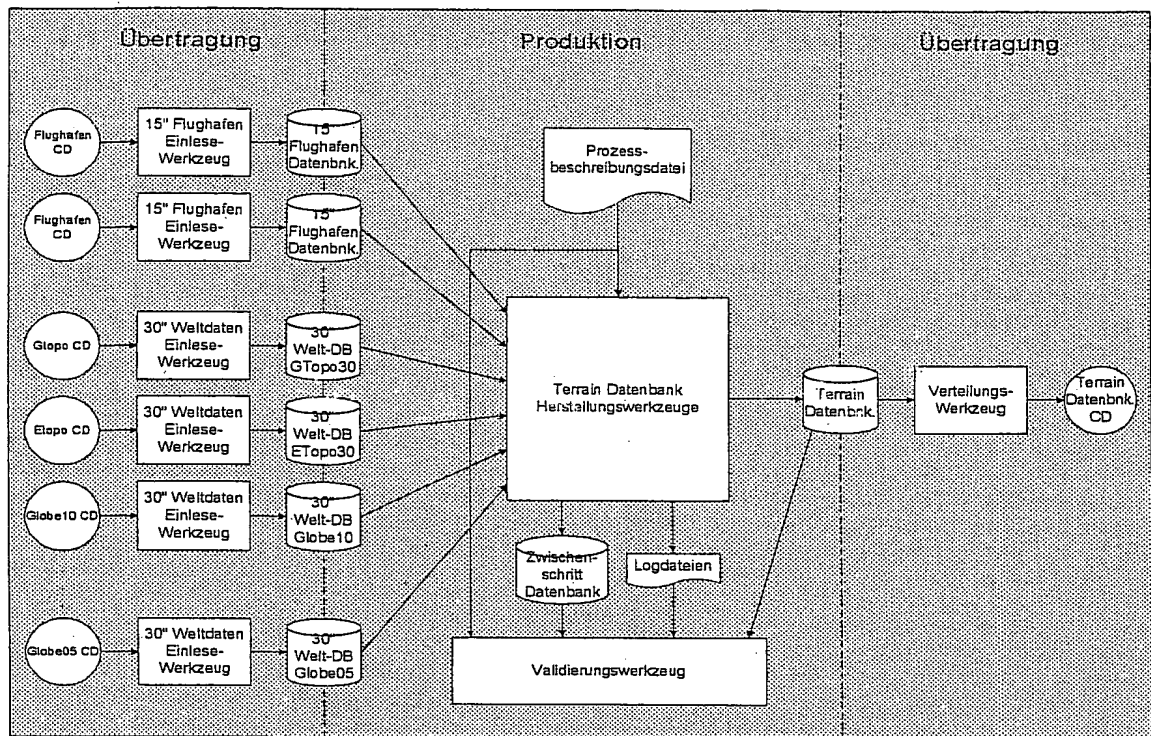 Übertragung
Produktion
Übertragung
Flughafen
CD
15" Flughafen
Einlese-
Werkzeug
15"
Flughafen
Datenbnk.
Prozess-
beschreibungsdatei
Flughafen
CD
15" Flughafen
Einlese-
Werkzeug
15"
Flughafen
Datenbnk.
Gtopo CD
30" Weltdaten
Einlese-
Werkzeug
30"
Welt-DB
GTopo30
Terrain Datenbank
Herstallungswerkzeuge
Terrain
Datenbnk.
Verteilungs-
Werkzeug
Terrain
Datenbnk.
CD
Etopo CD
30" Weltdaten
Einlese-
Werkzeug
30"
Welt-DB
ETopo30
Globe10 CD
30" Weltdaten
Einlese-
Werkzeug
30"
Welt-DB
Globe10
Zwischen-
schritt
Datenbank
Logdateien
Globe05 CD
30" Weltdaten
Einlese-
Werkzeug
30"
Welt-DB
Globe05
Validierungswerkzeug